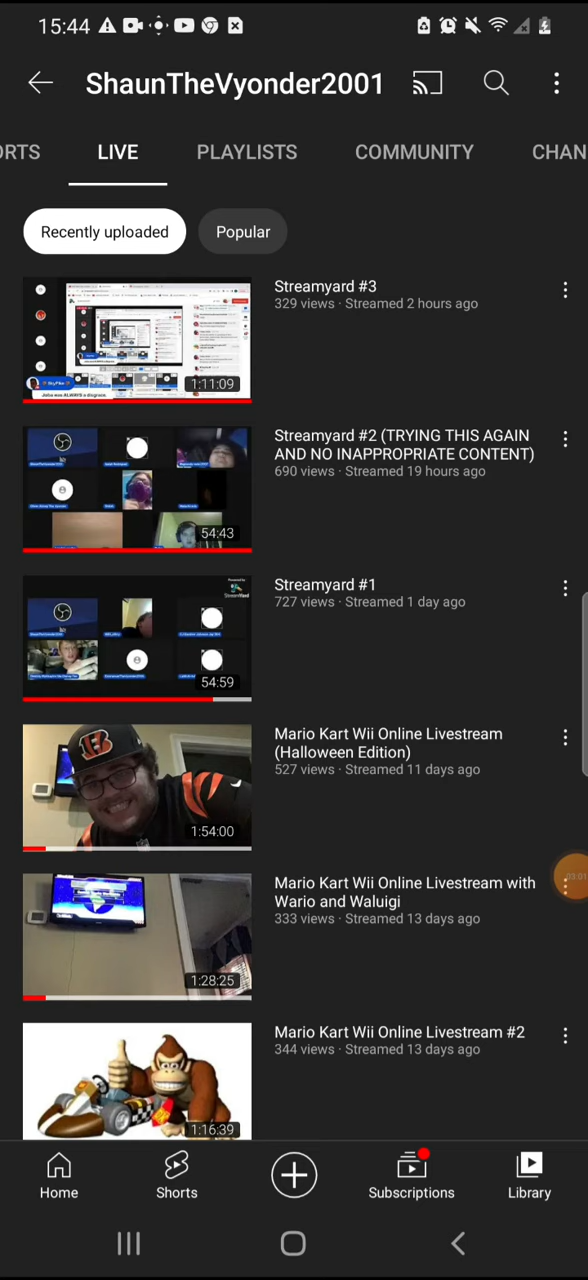 15:44
ShaunTheVyonder2001
ORTS LIVE PLAYLISTS COMMUNITY CHAN
Recently uploaded Popular
Streamyard #3
329 views · Streamed 2 hours ago
1:11:09
Streamyard #2 (TRYING THIS AGAIN
AND NO INAPPROPRIATE CONTENT)
690 views · Streamed 19 hours ago
54:43
Streamyard #1
727 views · Streamed 1 day ago
54:59
Mario Kart Wii Online Livestream
(Halloween Edition)
527 views · Streamed 11 days ago
1:54:00
03:01
Mario Kart Wii Online Livestream with
Wario and Waluigi
333 views · Streamed 13 days ago
1:28:25
Mario Kart Wii Online Livestream #2
344 views · Streamed 13 days ago
1:16:39
Home Shorts Subscriptions Library